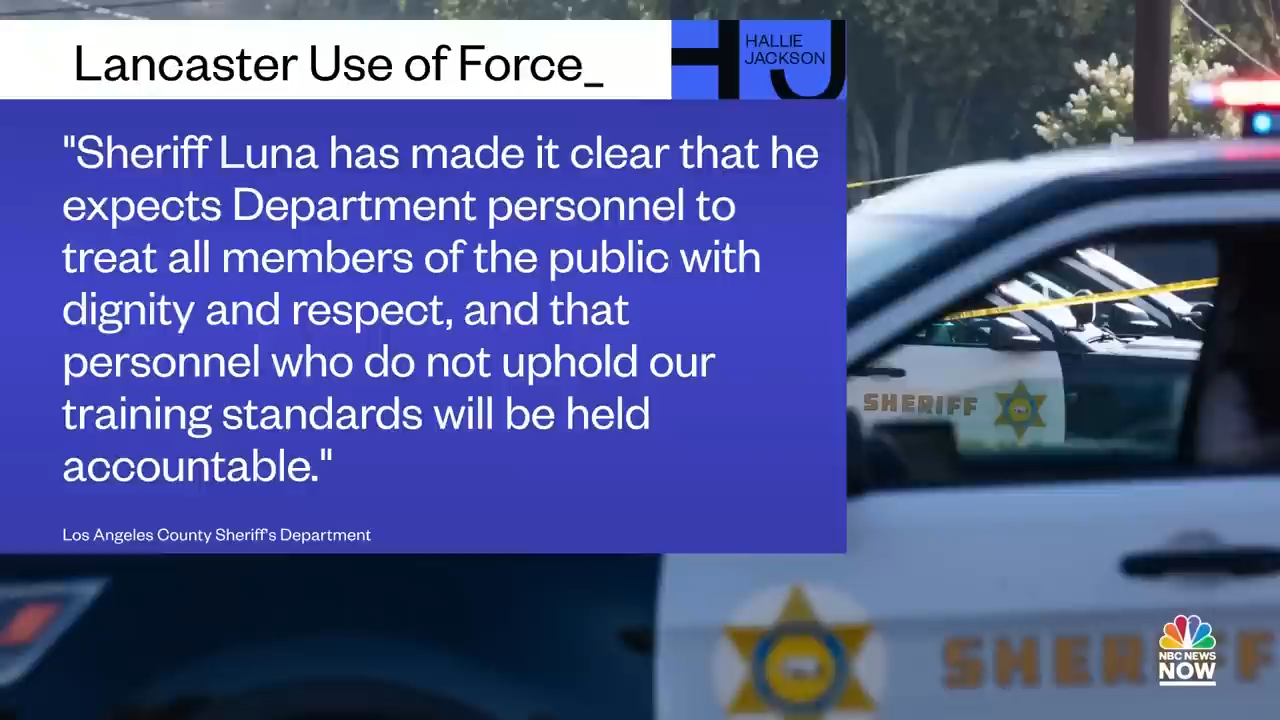 Lancaster Use of Force_
HALLIE
JACKSON
HJ
"Sheriff Luna has made it clear that he
expects Department personnel to
treat all members of the public with
dignity and respect, and that
personnel who do not uphold our
training standards will be held
accountable."
Los Angeles County Sheriff's Department
SHERIFF
SHERIFF
NBC NEWS
NOW